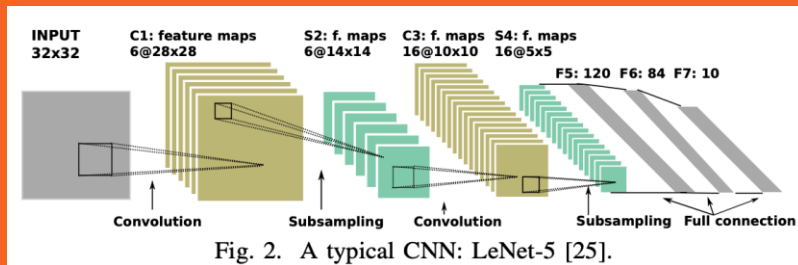 INPUT
32x32
C1: feature maps
6@28x28
S2: f. maps
6@14x14
C3: f. maps
16@10x10
S4: f. maps
16@5x5
F5: 120 F6: 84 F7: 10
Convolution
Subsampling
Convolution
Subsampling
Full connection
Fig. 2. A typical CNN: LeNet-5 [25].